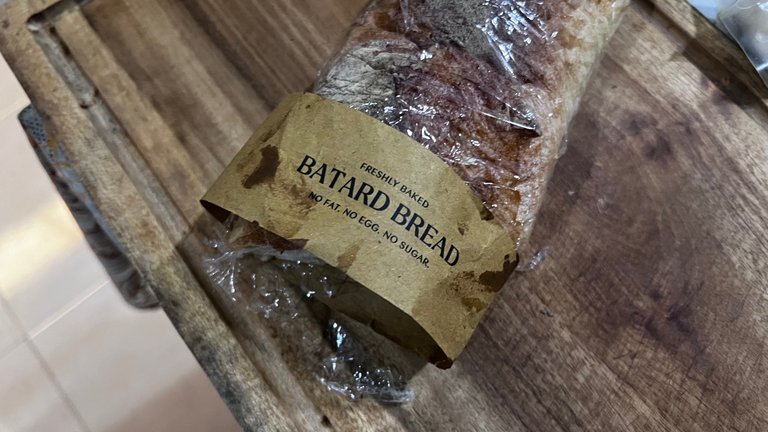 FRESHLY BAKED
BATARD BREAD
NO FAT. NO EGG. NO SUGAR.